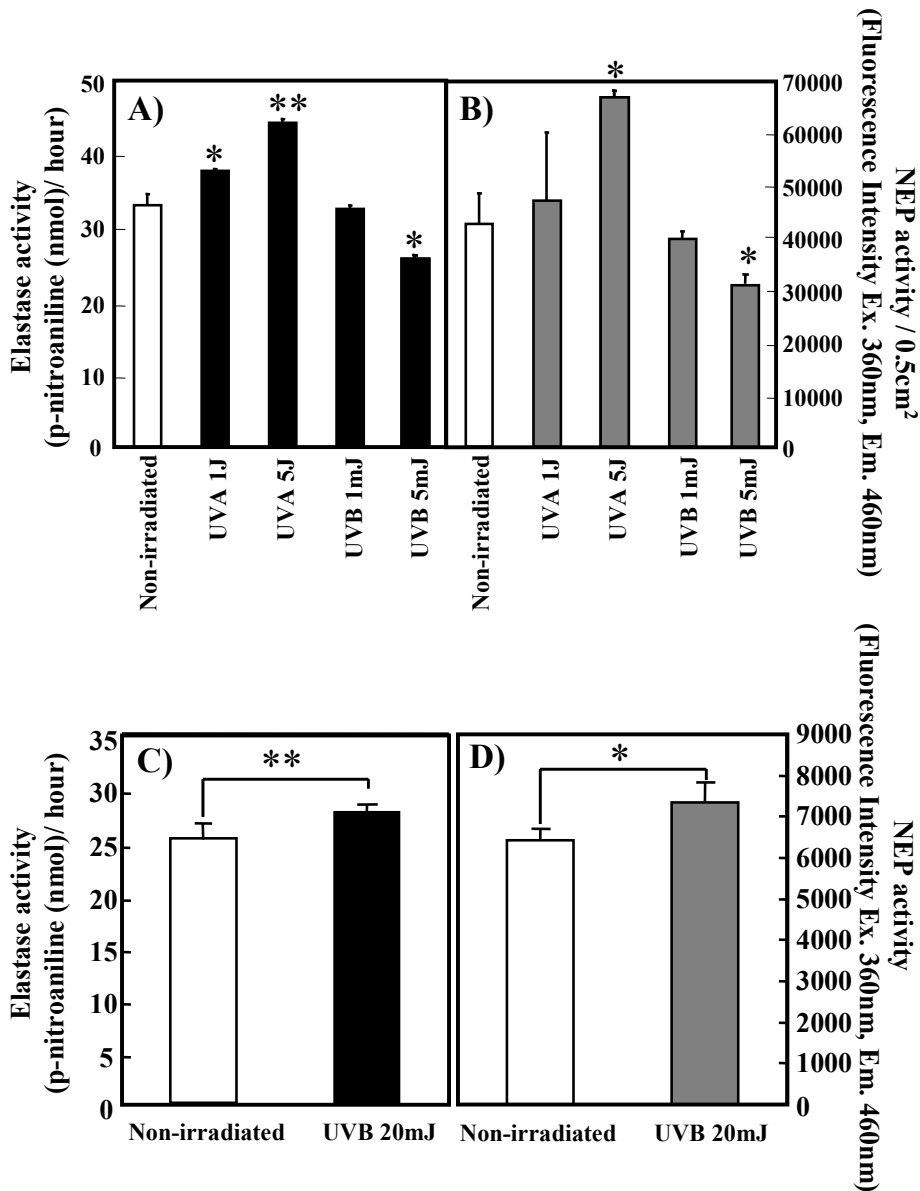 A)
*
**
*
B)
*
*
50
40
30
20
10
0
70000
60000
50000
40000
30000
20000
10000
0
Elastase activity
(p-nitroaniline (nmol)/ hour)
NEP activity / 0.5cm²
(Fluorescence Intensity Ex. 360nm, Em. 460nm)
Non-irradiated
UVA 1J
UVA 5J
UVB 1mJ
UVB 5mJ
Non-irradiated
UVA 1J
UVA 5J
UVB 1mJ
UVB 5mJ
C)
**
D)
*
35
30
25
20
15
10
5
0
9000
8000
7000
6000
5000
4000
3000
2000
1000
0
Elastase activity
(p-nitroaniline (nmol)/ hour)
NEP activity
(Fluorescence Intensity Ex. 360nm, Em. 460nm)
Non-irradiated
UVB 20mJ
Non-irradiated
UVB 20mJ